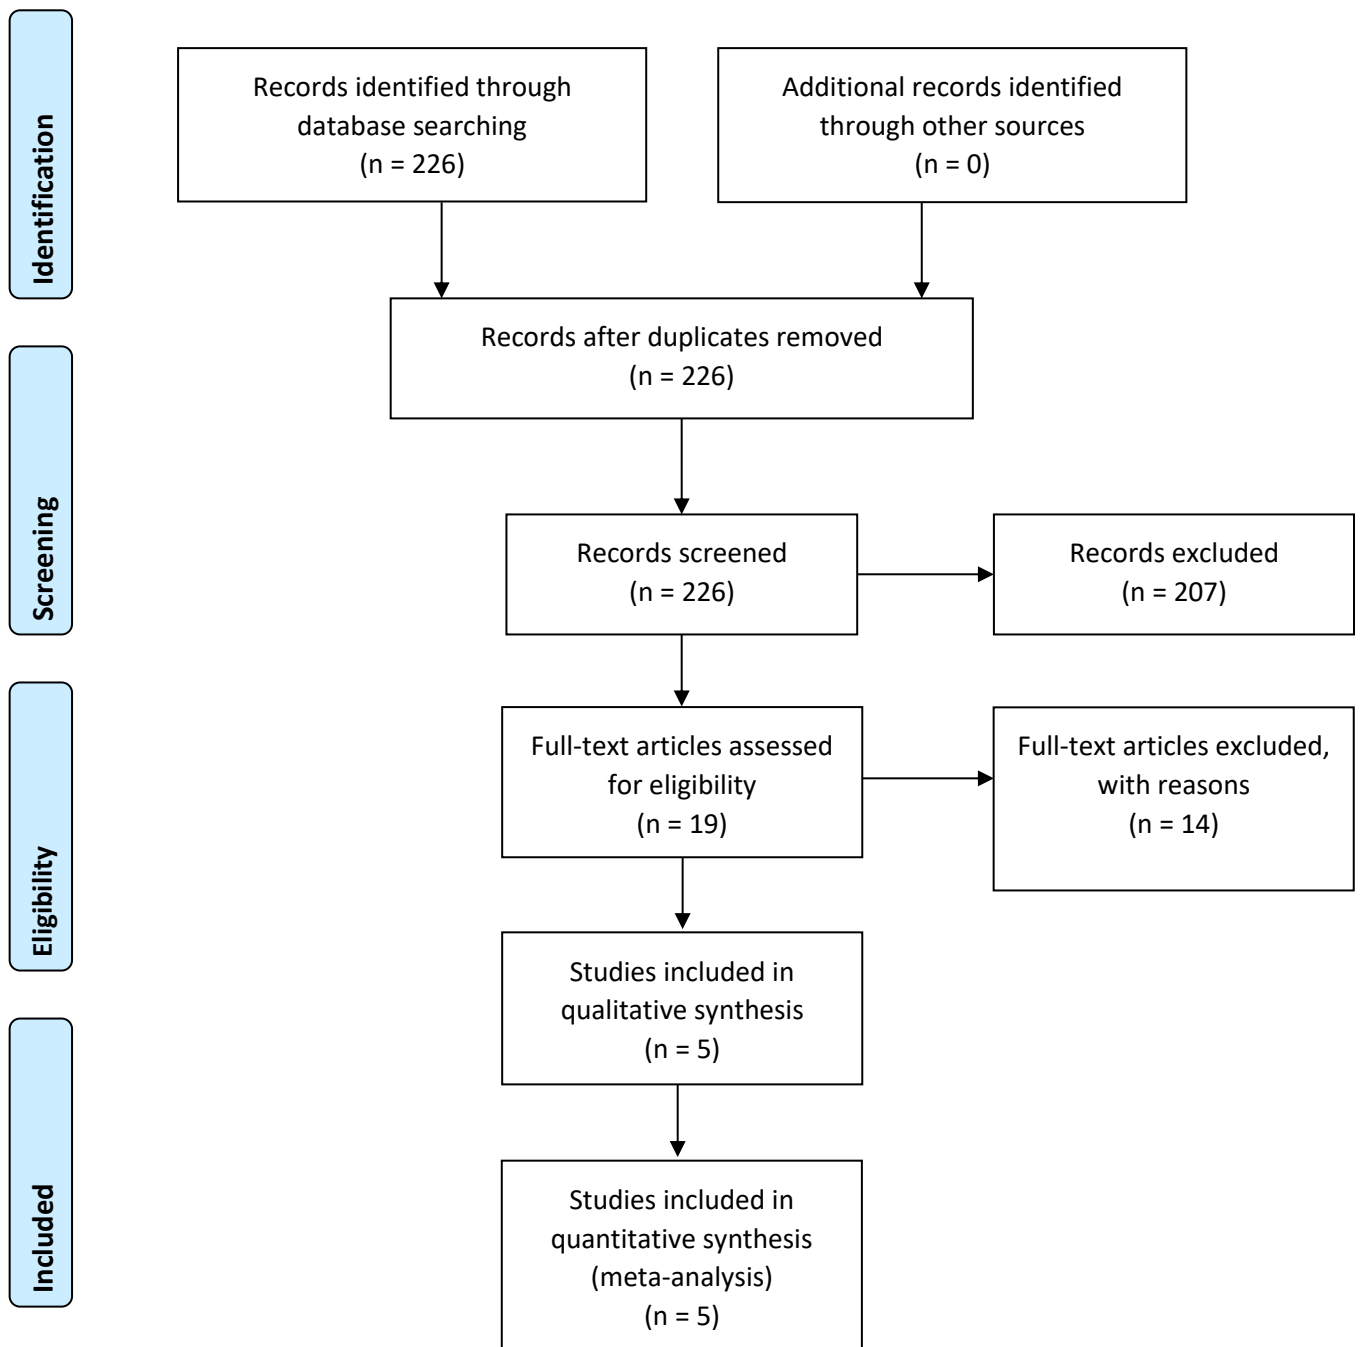 Identification
Records identified through
database searching
(n = 226)
Additional records identified
through other sources
(n = 0)
Records after duplicates removed
(n = 226)
Screening
Records screened
(n = 226)
Records excluded
(n = 207)
Eligibility
Full-text articles assessed
for eligibility
(n = 19)
Full-text articles excluded,
with reasons
(n = 14)
Studies included in
qualitative synthesis
(n = 5)
Included
Studies included in
quantitative synthesis
(meta-analysis)
(n = 5)